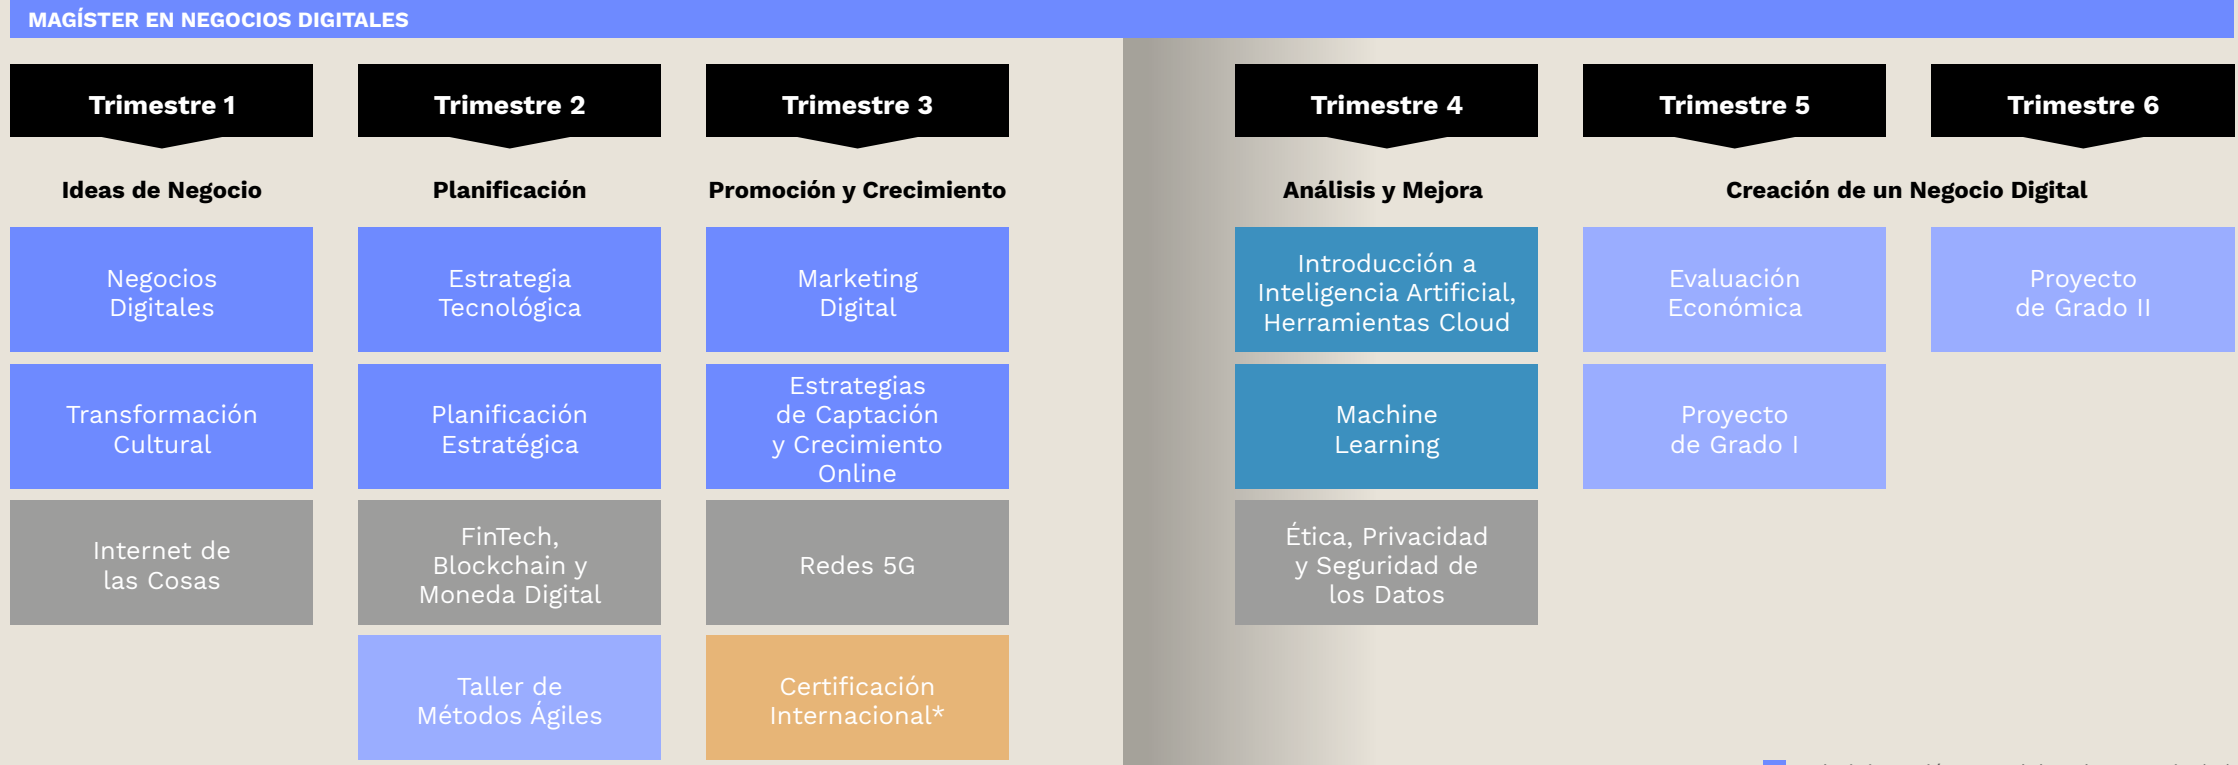 MAGÍSTER EN NEGOCIOS DIGITALES
Trimestre 1
Trimestre 2
Trimestre 3
Trimestre 4
Trimestre 5
Trimestre 6
Ideas de Negocio
Planificación
Promoción y Crecimiento
Análisis y Mejora
Creación de un Negocio Digital
Negocios
Digitales
Estrategia
Tecnológica
Marketing
Digital
Introducción a
Inteligencia Artificial,
Herramientas Cloud
Evaluación
Económica
Proyecto
de Grado II
Transformación
Cultural
Planificación
Estratégica
Estrategias
de Captación
y Crecimiento
Online
Machine
Learning
Proyecto
de Grado I
Internet de
las Cosas
FinTech,
Blockchain y
Moneda Digital
Redes 5G
Ética, Privacidad
y Seguridad de
los Datos
Taller de
Métodos Ágiles
Certificación
Internacional*